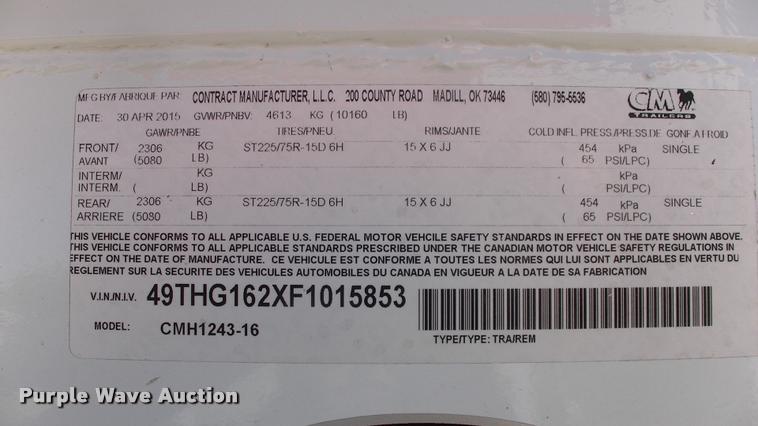 MFG BY/FABRIQUE PAR: CONTRACT MANUFACTURER, L.L.C. 200 COUNTY ROAD MADILL, OK 73446 (580) 795-5536
CM TRAILERS
DATE: 30 APR 2015 GVWR/PNBV: 4613 KG (10160 LB)
GAWR/PNBE TIRES/PNEU RIMS/JANTE COLD INFL. PRESS/PRESS DE GONF A FROID
FRONT/ 2306 KG ST225/75R-15D 6H 15 X 6 JJ 454 kPa SINGLE
AVANT (5080 LB) ( 65 PSI/LPC)
INTERM/ KG kPa
INTERM. ( LB) ( PSI/LPC)
REAR/ 2306 KG ST225/75R-15D 6H 15 X 6 JJ 454 kPa SINGLE
ARRIERE (5080 LB) ( 65 PSI/LPC)
THIS VEHICLE CONFORMS TO ALL APPLICABLE U.S. FEDERAL MOTOR VEHCILE SAFETY STANDARDS IN EFFECT ON THE DATE SHOWN ABOVE.
THIS VEHICLE CONFORMS TO ALL APPLICABLE STANDARDS PRESCRIBED UNDER THE CANADIAN MOTOR VEHICLE SAFETY REGULATIONS IN
EFFECT ON THE DATE OF MANUFACTURE. CE VEHICULE EST CONFORME A TOUTES LES NORMES QUI LUI SONT APPLICABLES EN VERTU DU
REGLEMENT SUR LA SECURITE DES VEHICULES AUTOMOBILES DU CANADA EN VIGUEUR A LA DATE DE SA FABRICATION
V.I.N./N.I.V. 49THG162XF1015853
MODEL: CMH1243-16
TYPE/TYPE: TRA/REM
Purple Wave Auction